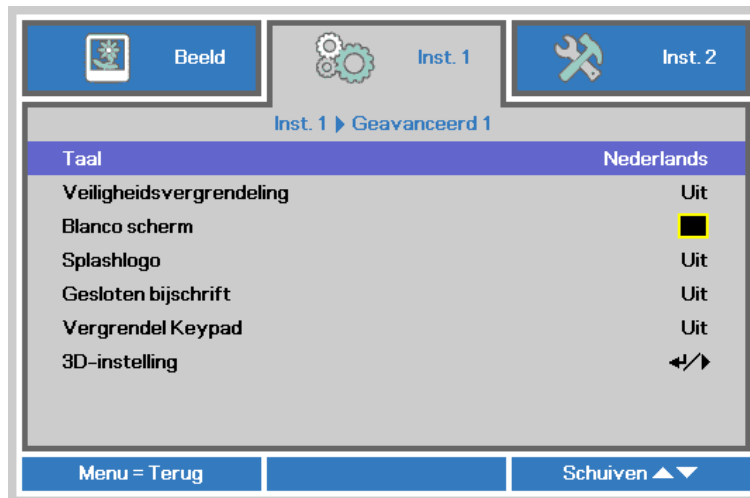 Beeld
Inst. 1
Inst. 2
Inst. 1 Geavanceerd 1
Taal Nederlands
Veiligheidsvergrendeling Uit
Blanco scherm
Splashlogo Uit
Gesloten bijschrift Uit
Vergrendel Keypad Uit
3D-instelling ↵/▶
Menu = Terug
Schuiven ▲▼